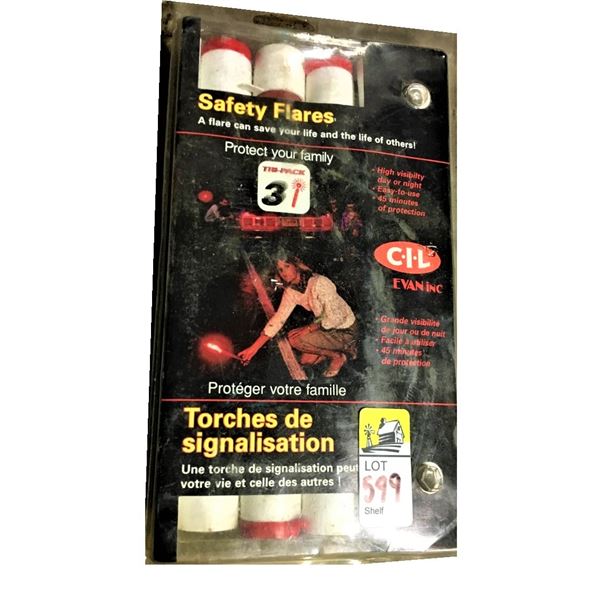 Safety Flares
A flare can save your life and the life of others!
Protect your family
TRI-PACK
3
• High visibilty
day or night
• Easy-to-use
• 45 minutes
of protection
C·I·L
EVAN INC
• Grande visibilité
de jour ou de nuit
• Facile à utiliser
• 45 minutes
de protection
Protéger votre famille
Torches de
signalisation
Une torche de signalisation peut
votre vie et celle des autres !
LOT
599
Shelf